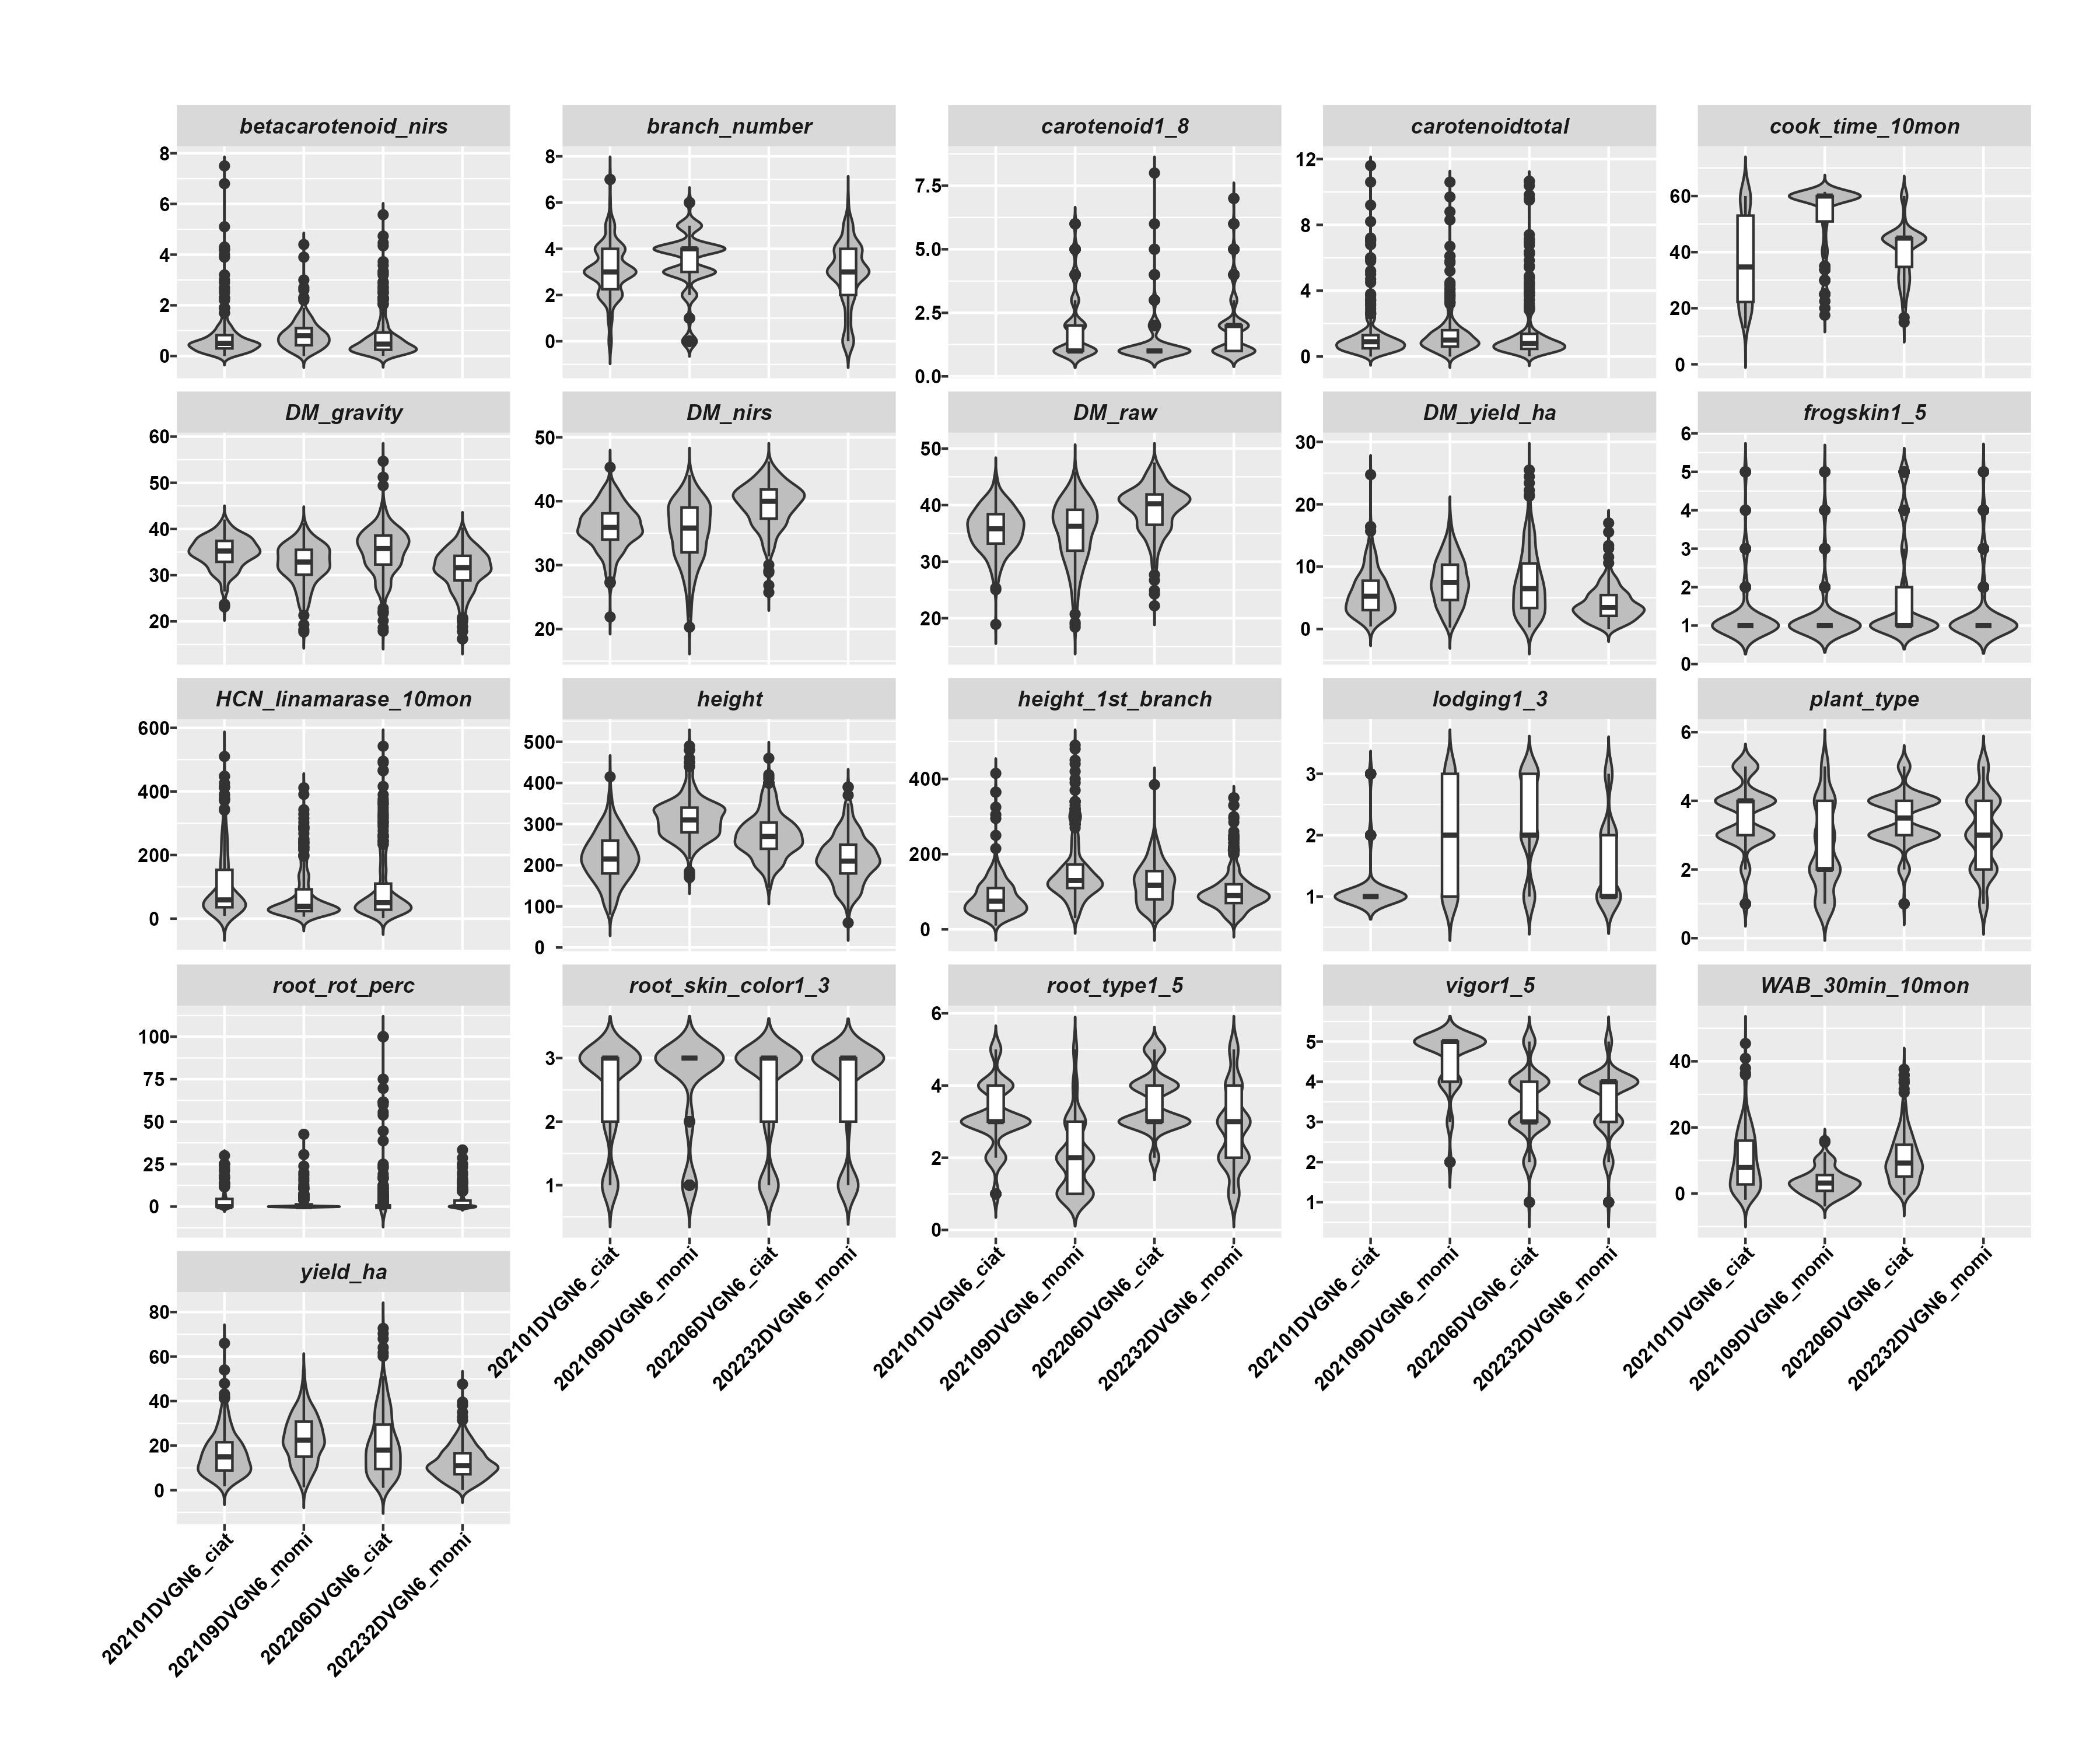 betacarotenoid_nirs branch_number carotenoid1_8 carotenoidtotal cook_time_10mon
8 6 4 2 0
8 6 4 2 0
7.5 5.0 2.5 0.0
12 8 4 0
60 40 20 0
DM_gravity DM_nirs DM_raw DM_yield_ha frogskin1_5
60 50 40 30 20
50 40 30 20
50 40 30 20
30 20 10 0
6 5 4 3 2 1 0
HCN_linamarase_10mon height height_1st_branch lodging1_3 plant_type
600 400 200 0
500 400 300 200 100 0
400 200 0
3 2 1
6 4 2 0
root_rot_perc root_skin_color1_3 root_type1_5 vigor1_5 WAB_30min_10mon
100 75 50 25 0
3 2 1
6 4 2 0
5 4 3 2 1
40 20 0
202101DVGN6_ciat 202109DVGN6_momi 202206DVGN6_ciat 202232DVGN6_momi
202101DVGN6_ciat 202109DVGN6_momi 202206DVGN6_ciat 202232DVGN6_momi
202101DVGN6_ciat 202109DVGN6_momi 202206DVGN6_ciat 202232DVGN6_momi
202101DVGN6_ciat 202109DVGN6_momi 202206DVGN6_ciat 202232DVGN6_momi
yield_ha
80 60 40 20 0
202101DVGN6_ciat 202109DVGN6_momi 202206DVGN6_ciat 202232DVGN6_momi